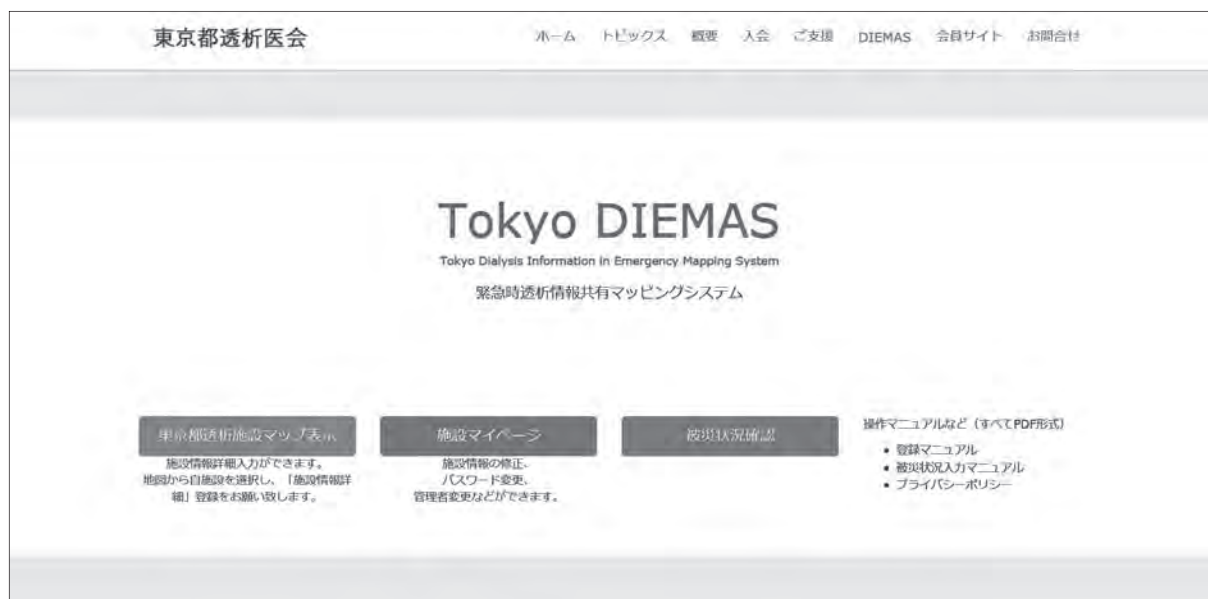 東京都透析医会
ホーム トピックス 概要 入会 ご支援 DIEMAS 会員サイト お問合せ
Tokyo DIEMAS
Tokyo Dialysis Information in Emergency Mapping System
緊急時透析情報共有マッピングシステム
東京都透析施設マップ表示
施設情報詳細入力ができます。
地図から自施設を選択し、「施設情報詳
細」登録をお願い致します。
施設マイページ
施設情報の修正、
パスワード変更、
管理者変更などができます。
被災状況確認
操作マニュアルなど（すべてPDF形式）
• 登録マニュアル
• 被災状況入力マニュアル
• プライバシーポリシー